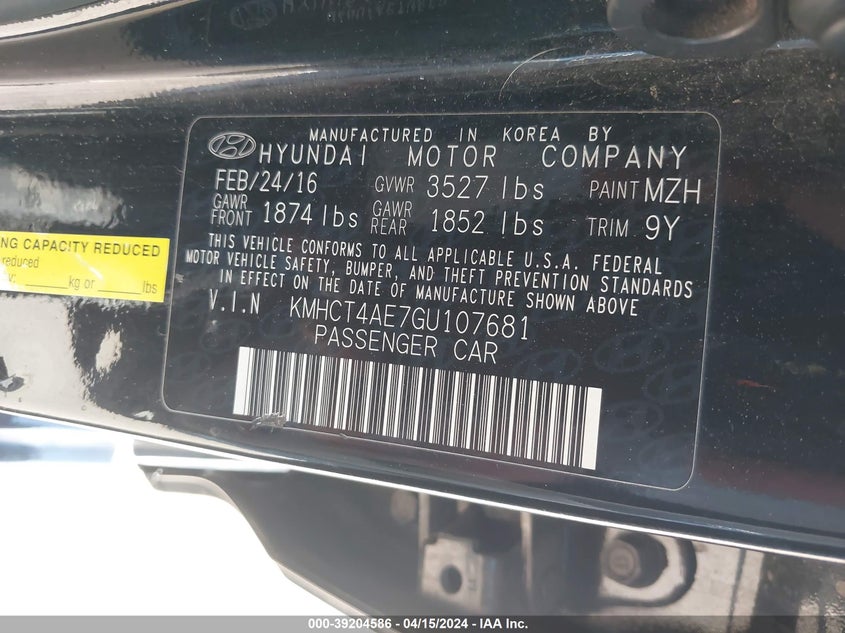 MANUFACTURED IN KOREA BY
HYUNDAI MOTOR COMPANY
FEB/24/16 GVWR 3527 lbs PAINT MZH
GAWR FRONT 1874 lbs GAWR REAR 1852 lbs TRIM 9Y
THIS VEHICLE CONFORMS TO ALL APPLICABLE U.S.A. FEDERAL
MOTOR VEHICLE SAFETY, BUMPER, AND THEFT PREVENTION STANDARDS
IN EFFECT ON THE DATE OF MANUFACTURE SHOWN ABOVE
V.I.N KMHCT4AE7GU107681
PASSENGER CAR
NG CAPACITY REDUCED
reduced
kg or lbs
000-39204586 - 04/15/2024 - IAAI.com